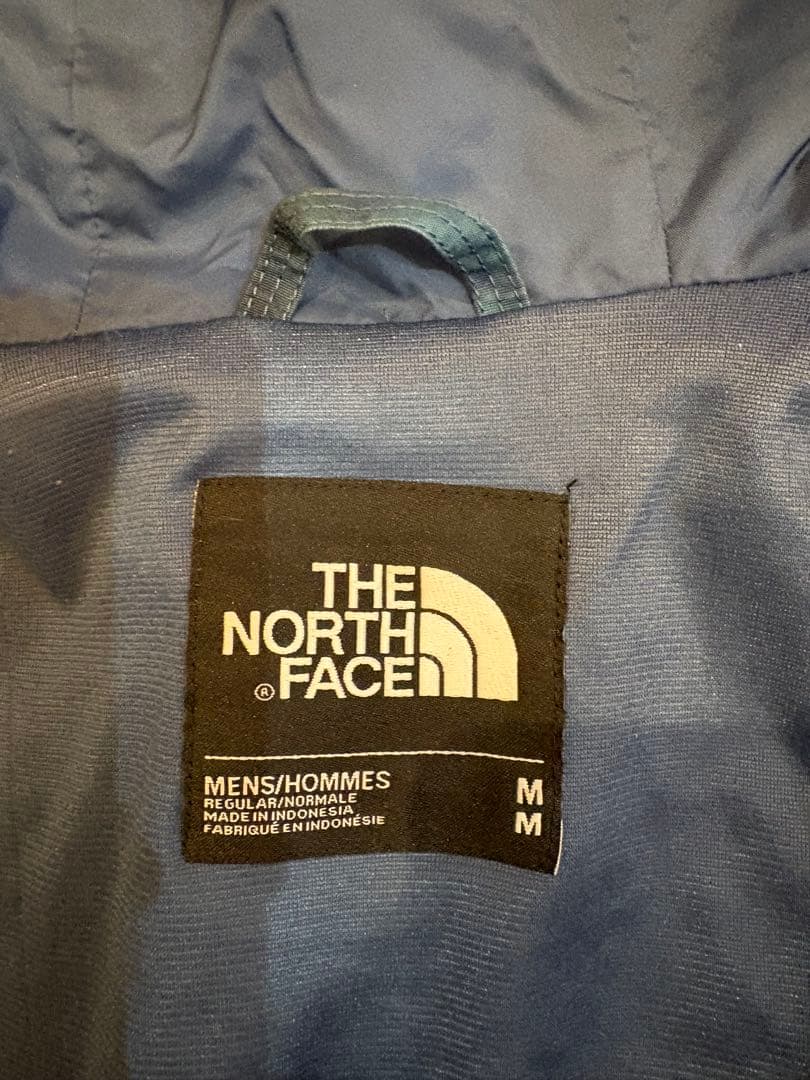 THE
NORTH
® FACE
MENS/HOMMES M
REGULAR/NORMALE
MADE IN INDONESIA M
FABRIQUÉ EN INDONÉSIE